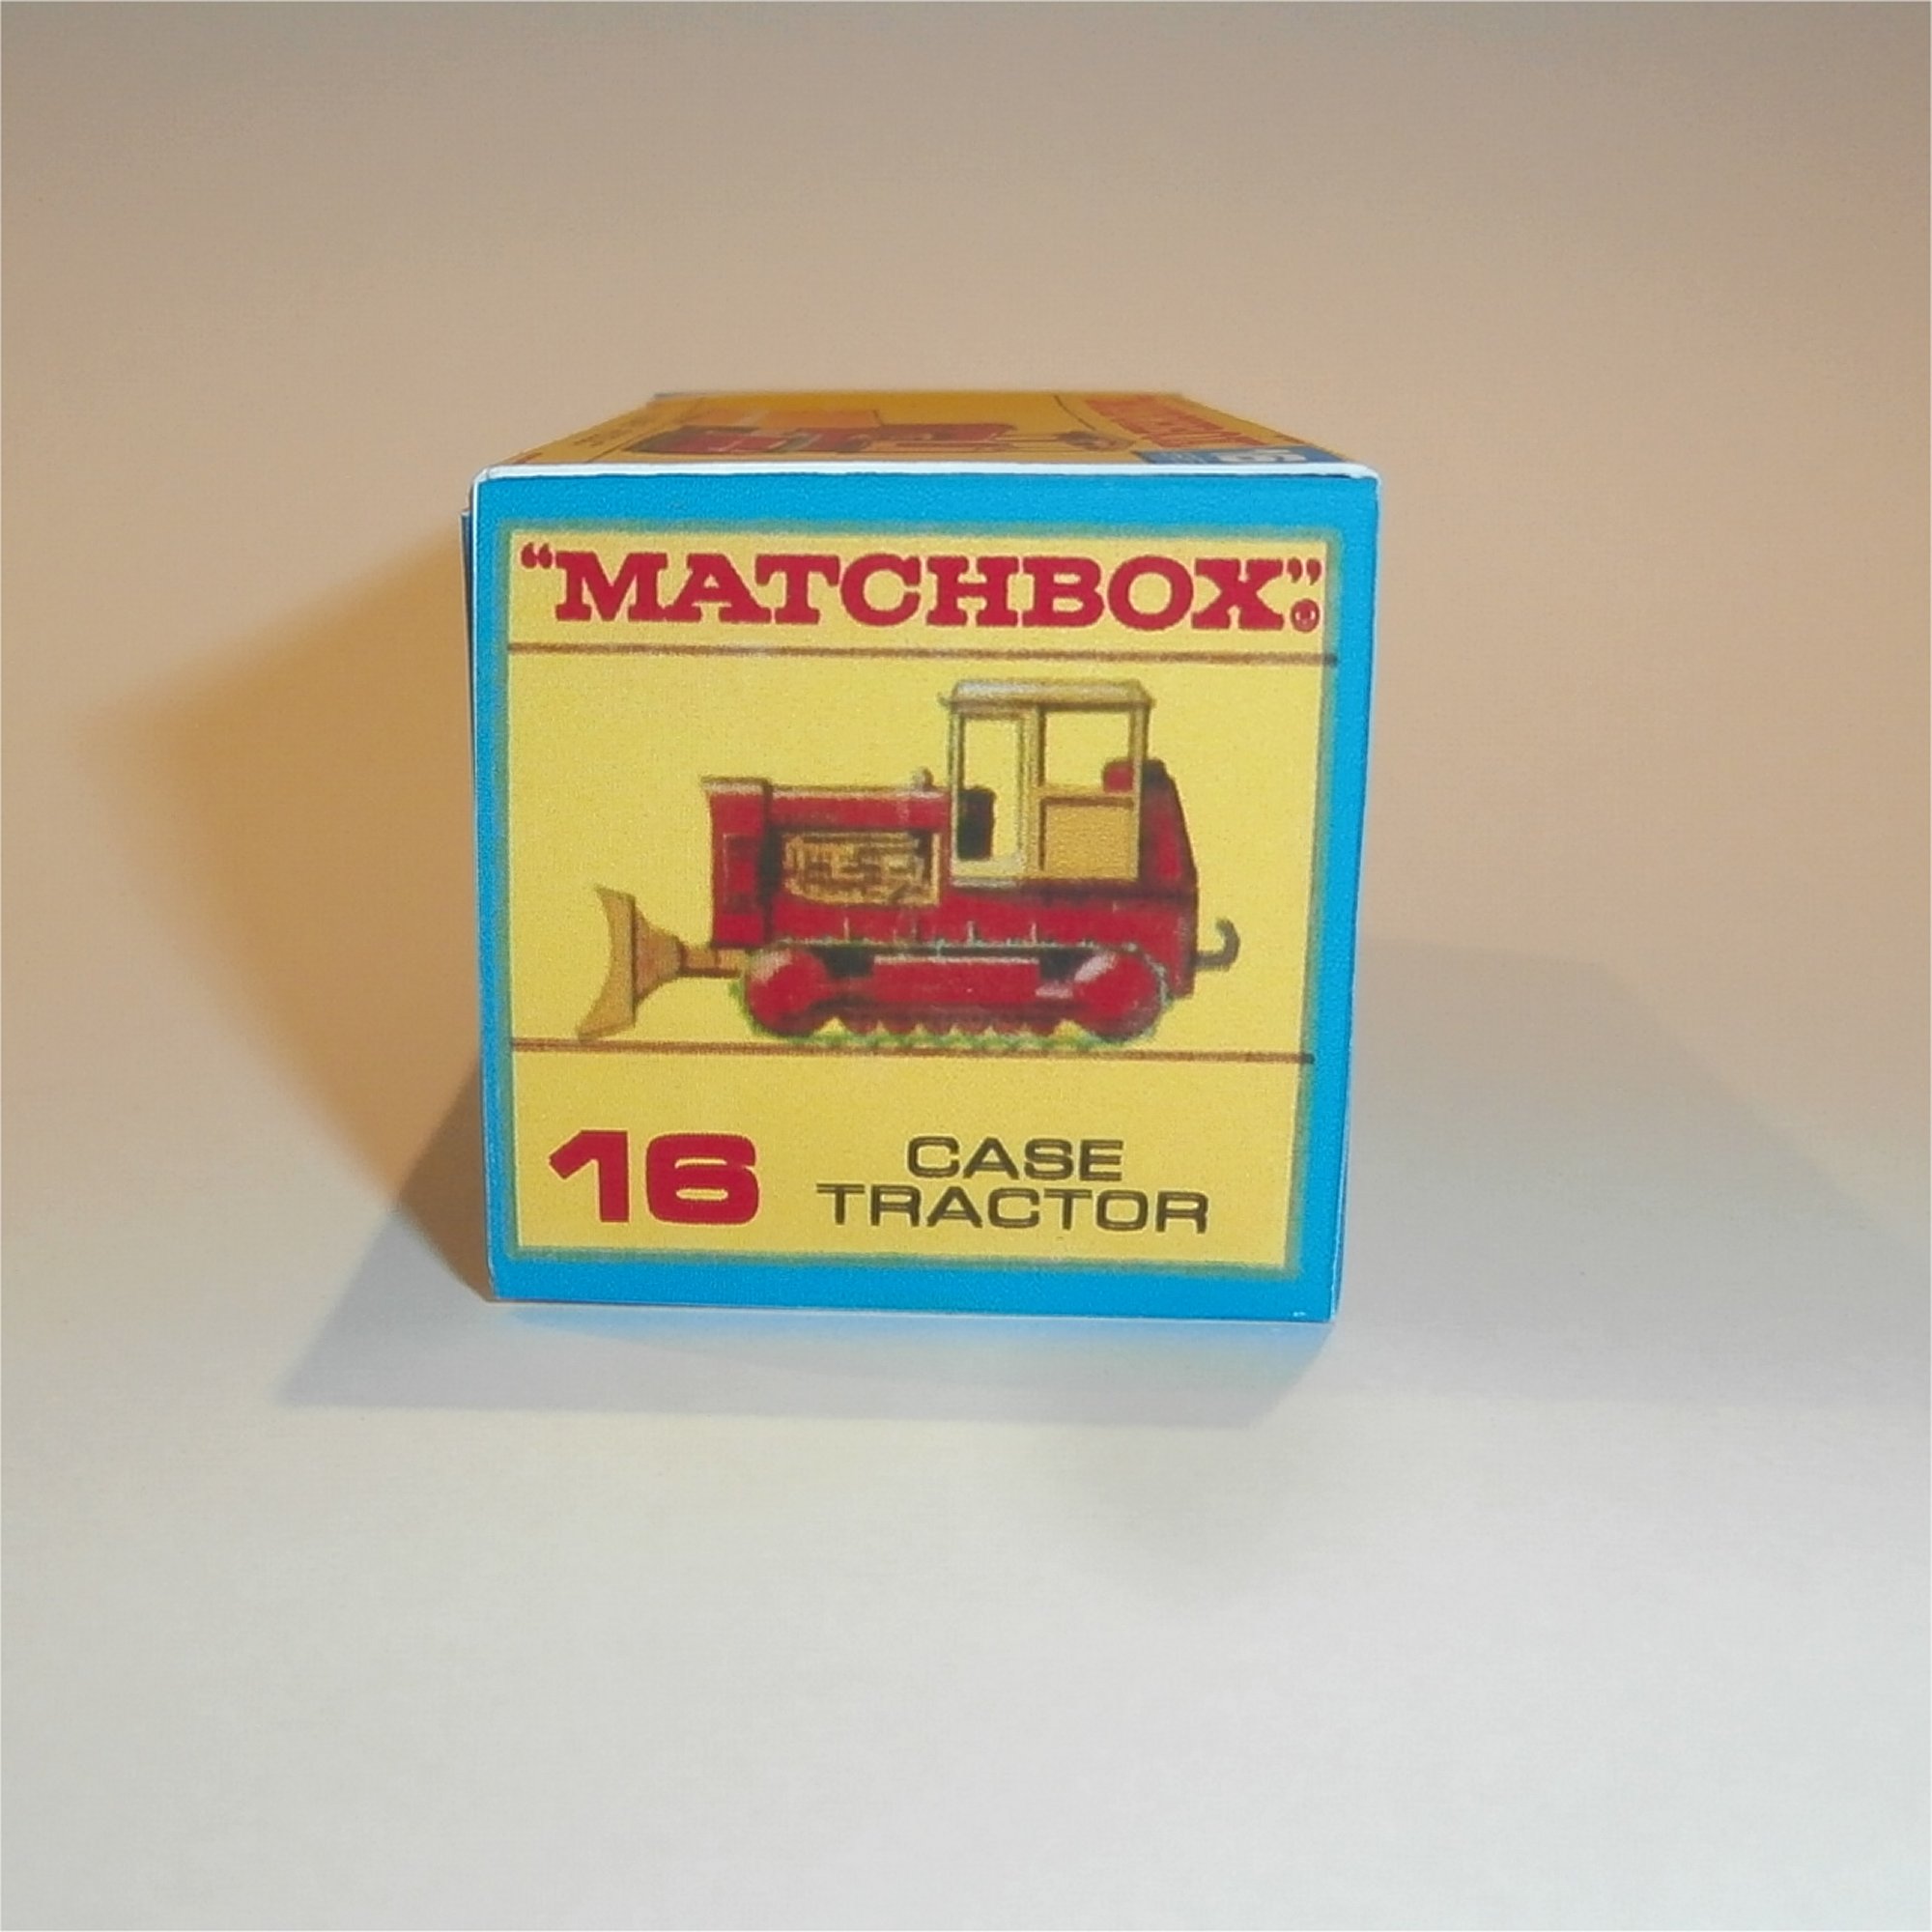 "MATCHBOX"®
16 CASE
TRACTOR